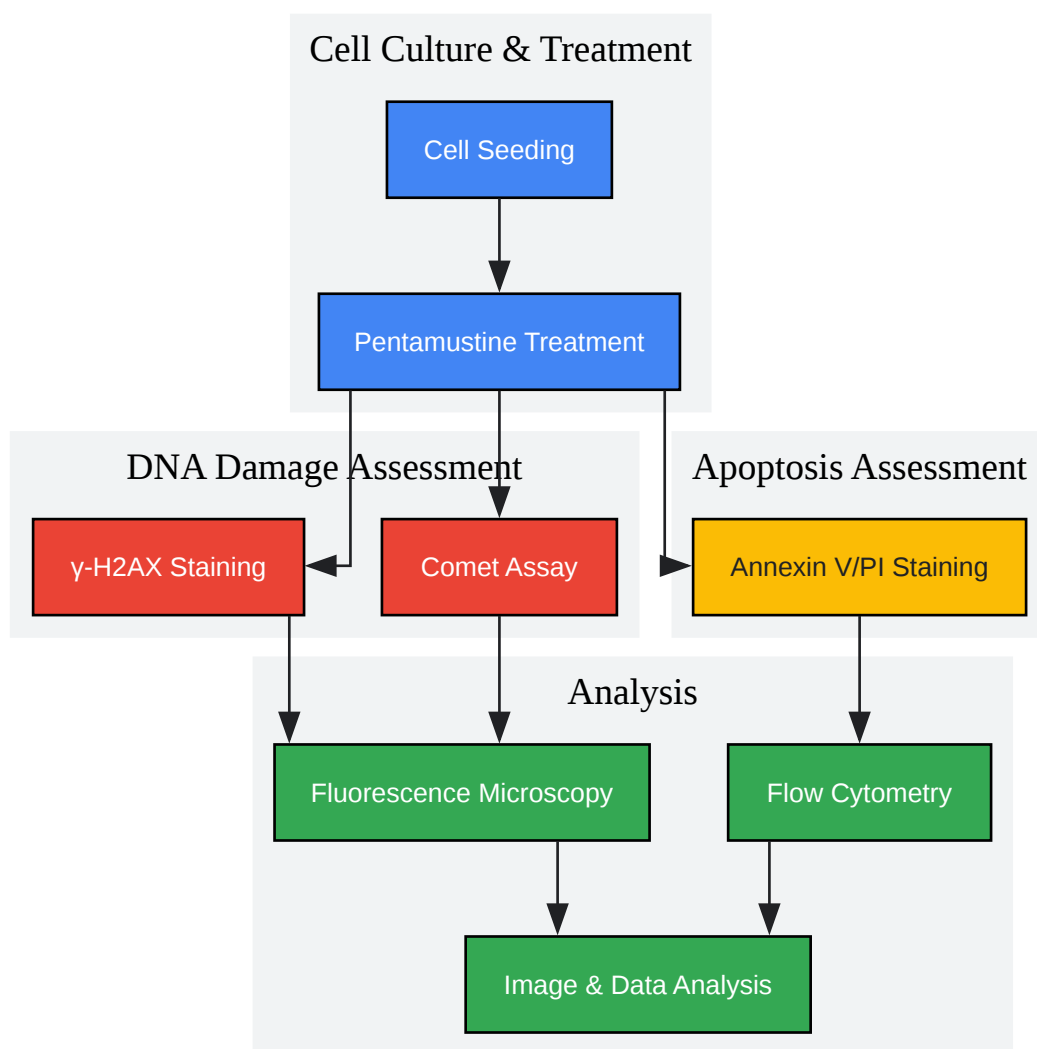 Cell Culture & Treatment
Cell Seeding
Pentamustine Treatment
DNA Damage Assessment
Apoptosis Assessment
γ-H2AX Staining
Comet Assay
Annexin V/PI Staining
Analysis
Fluorescence Microscopy
Flow Cytometry
Image & Data Analysis